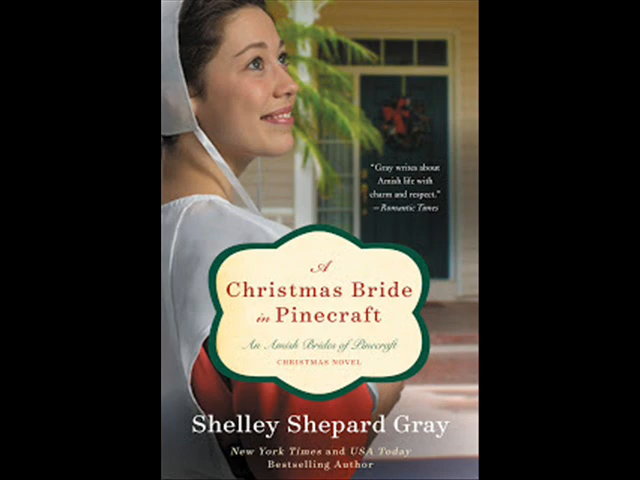 "Gray writes about
Amish life with
charm and respect."
—Romantic Times
A
Christmas Bride
in Pinecraft
An Amish Brides of Pinecraft
CHRISTMAS NOVEL
Shelley Shepard Gray
New York Times and USA Today
Bestselling Author